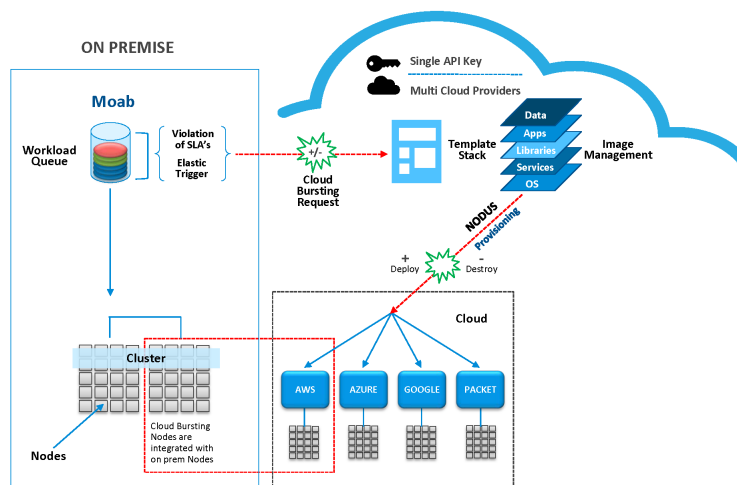 ON PREMISE
Moab
Workload
Queue
Violation
of SLA's
Elastic
Trigger
+/-
Cloud
Bursting
Request
Single API Key
Multi Cloud Providers
Template
Stack
Data
Apps
Libraries
Services
OS
Image
Management
NODUS
Provisioning
+
Deploy
-
Destroy
Cloud
AWS
AZURE
GOOGLE
PACKET
Cluster
Cloud Bursting
Nodes are
integrated with
on prem Nodes
Nodes